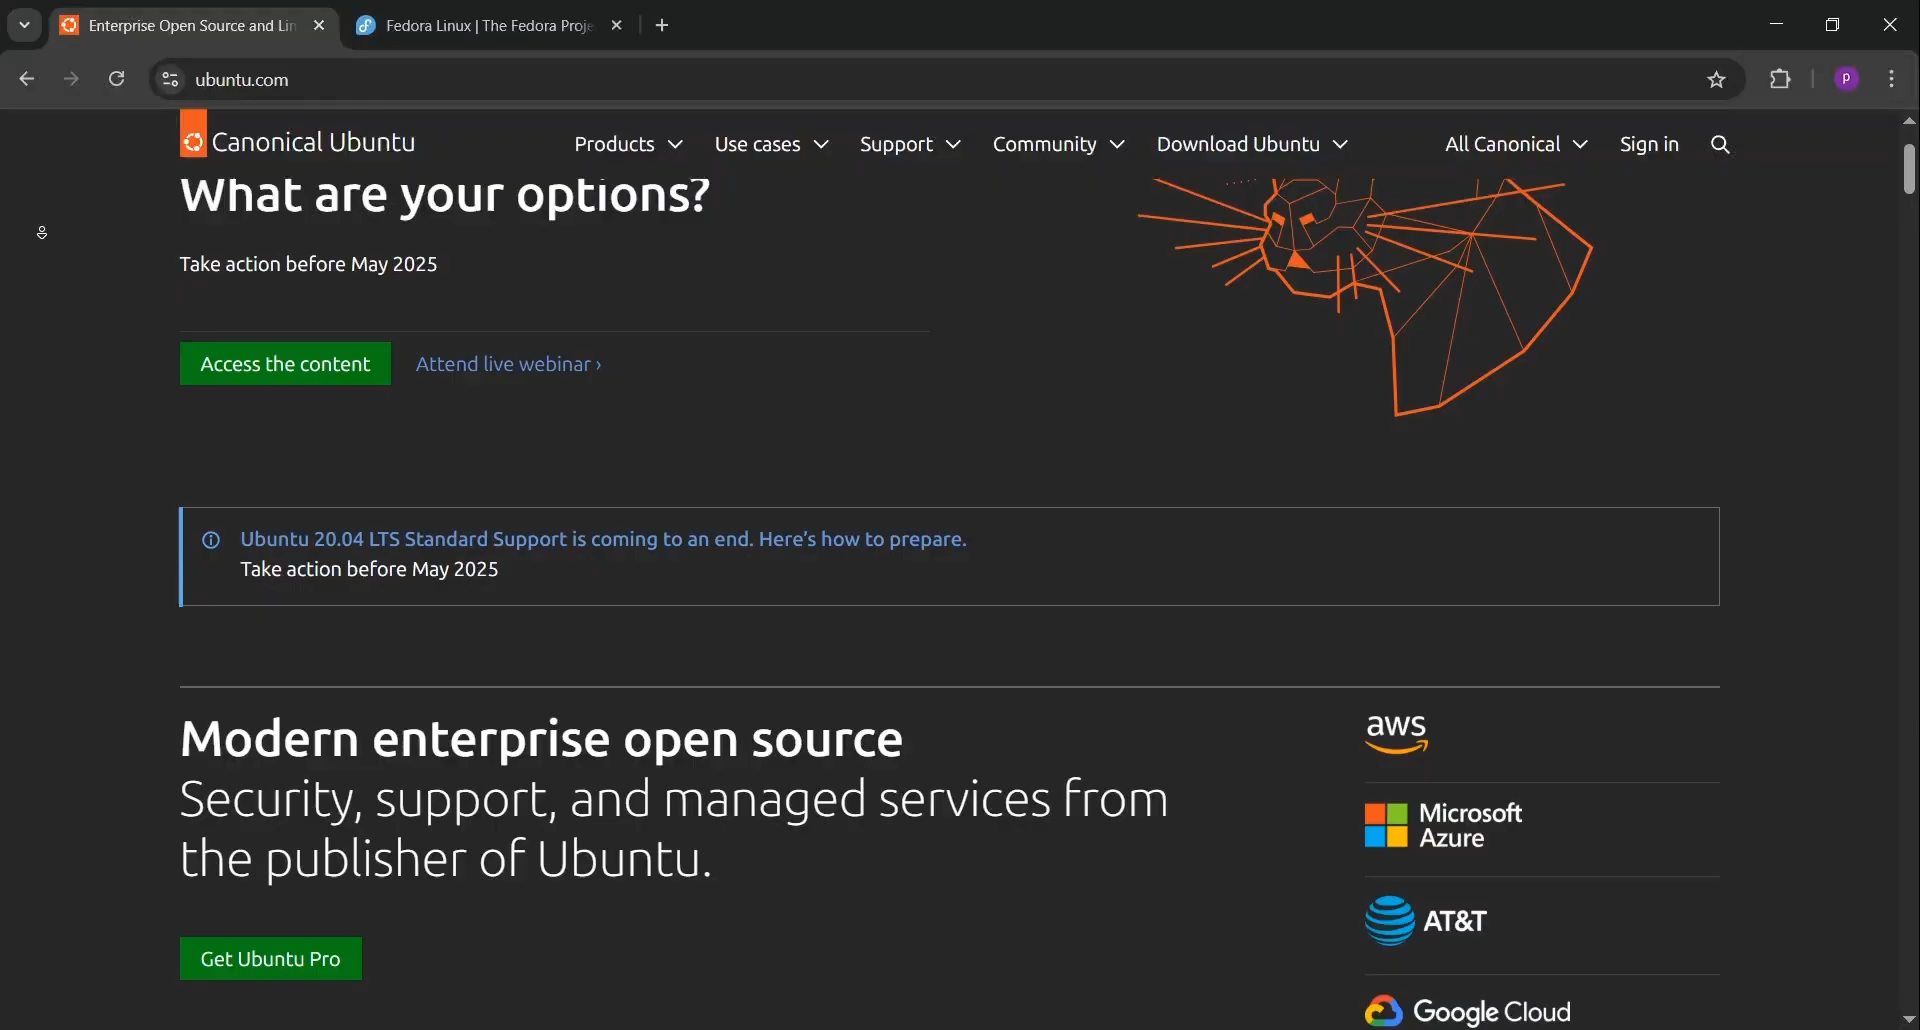 Enterprise Open Source and Lin
Fedora Linux | The Fedora Proje
ubuntu.com
P
Canonical Ubuntu
Products
Use cases
Support
Community
Download Ubuntu
All Canonical
Sign in
What are your options?
Take action before May 2025
Access the content
Attend live webinar ›
Ubuntu 20.04 LTS Standard Support is coming to an end. Here's how to prepare.
Take action before May 2025
Modern enterprise open source
Security, support, and managed services from
the publisher of Ubuntu.
Get Ubuntu Pro
aws
Microsoft
Azure
AT&T
Google Cloud